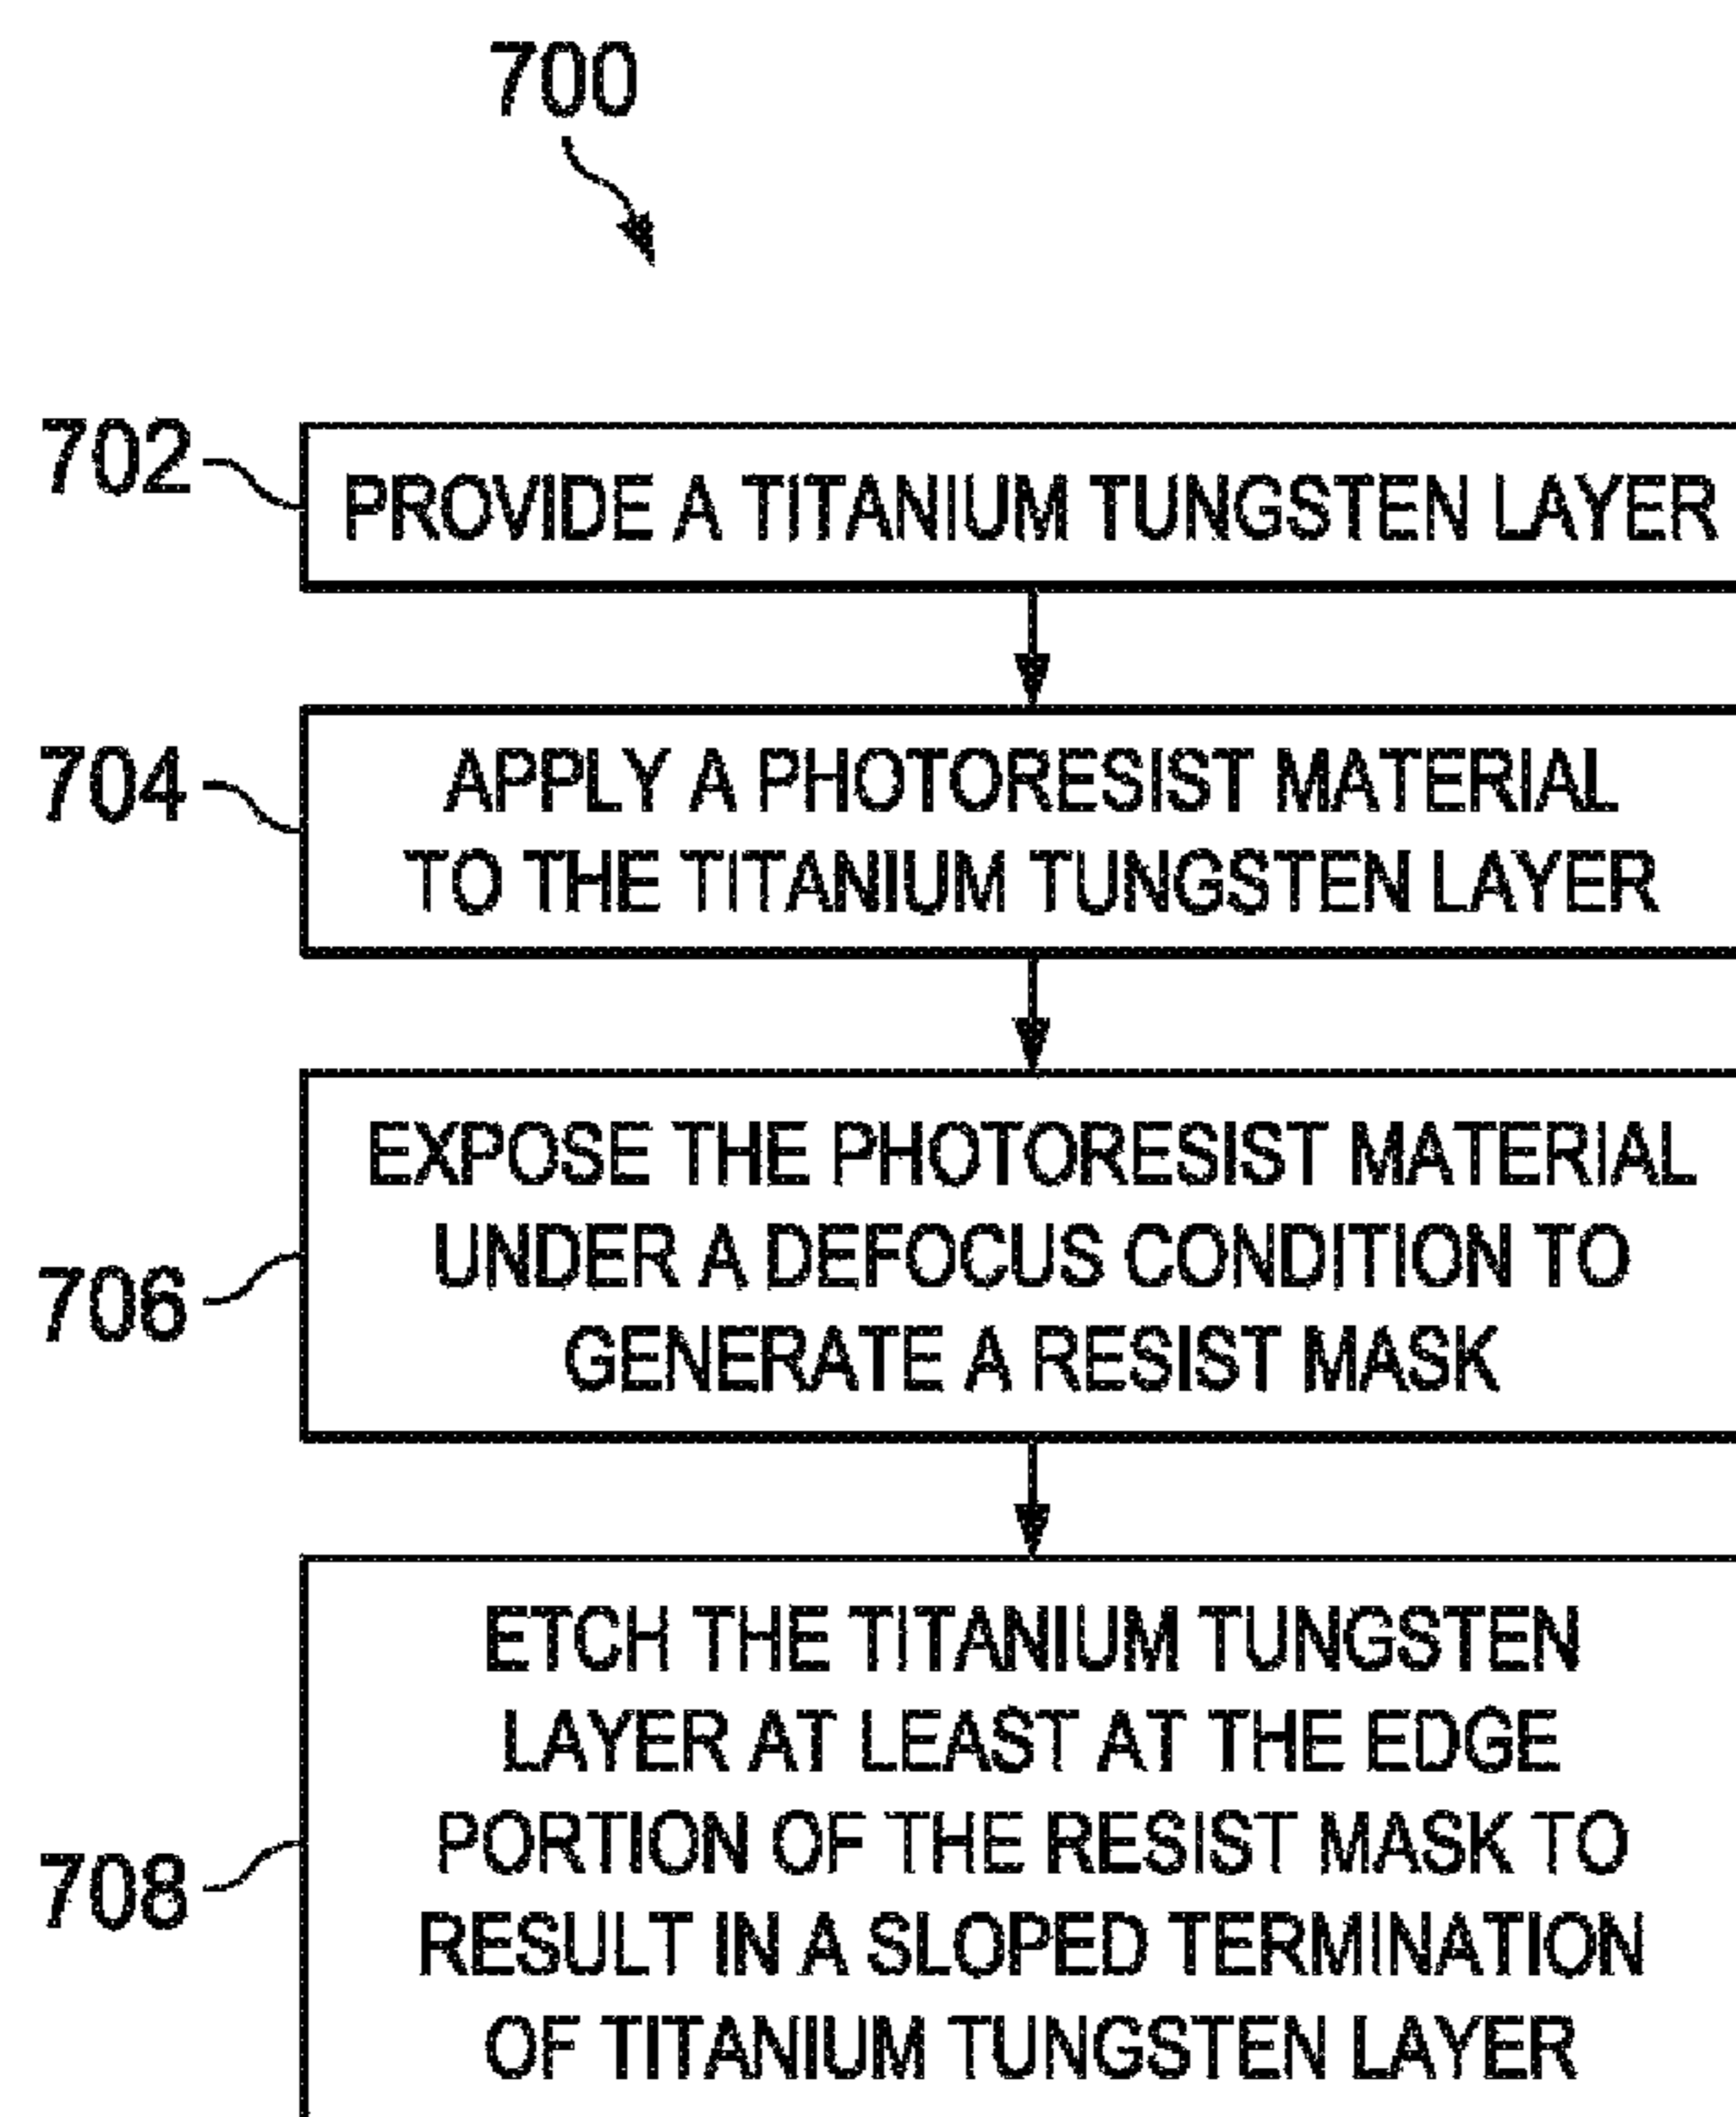 700
702
PROVIDE A TITANIUM TUNGSTEN LAYER
704
APPLY A PHOTORESIST MATERIAL
TO THE TITANIUM TUNGSTEN LAYER
706
EXPOSE THE PHOTORESIST MATERIAL
UNDER A DEFOCUS CONDITION TO
GENERATE A RESIST MASK
708
ETCH THE TITANIUM TUNGSTEN
LAYER AT LEAST AT THE EDGE
PORTION OF THE RESIST MASK TO
RESULT IN A SLOPED TERMINATION
OF TITANIUM TUNGSTEN LAYER